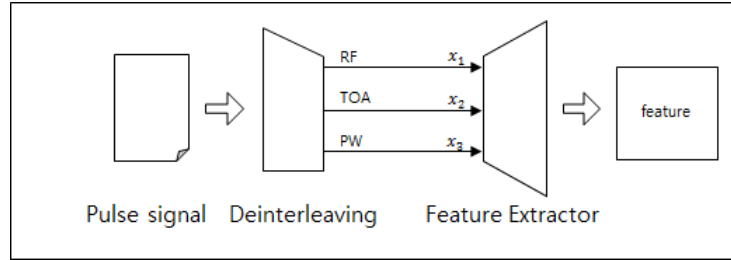 RF
x₁
TOA
x₂
PW
x₃
feature
Pulse signal
Deinterleaving
Feature Extractor